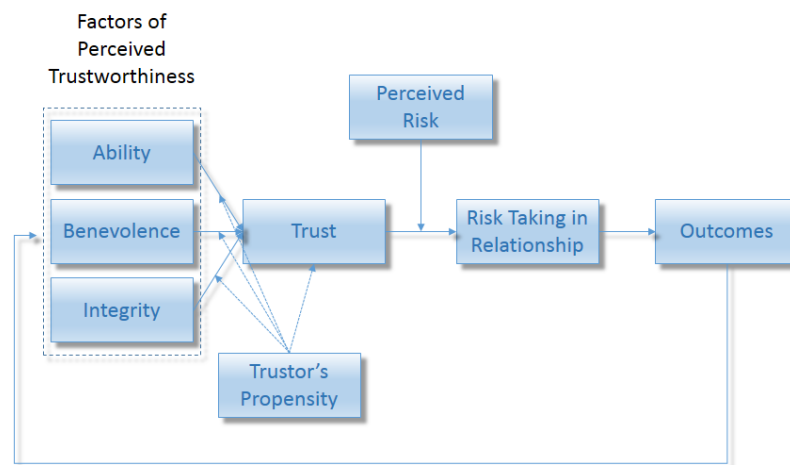 Factors of
Perceived
Trustworthiness
Perceived
Risk
Ability
Benevolence
Trust
Risk Taking in
Relationship
Outcomes
Integrity
Trustor's
Propensity